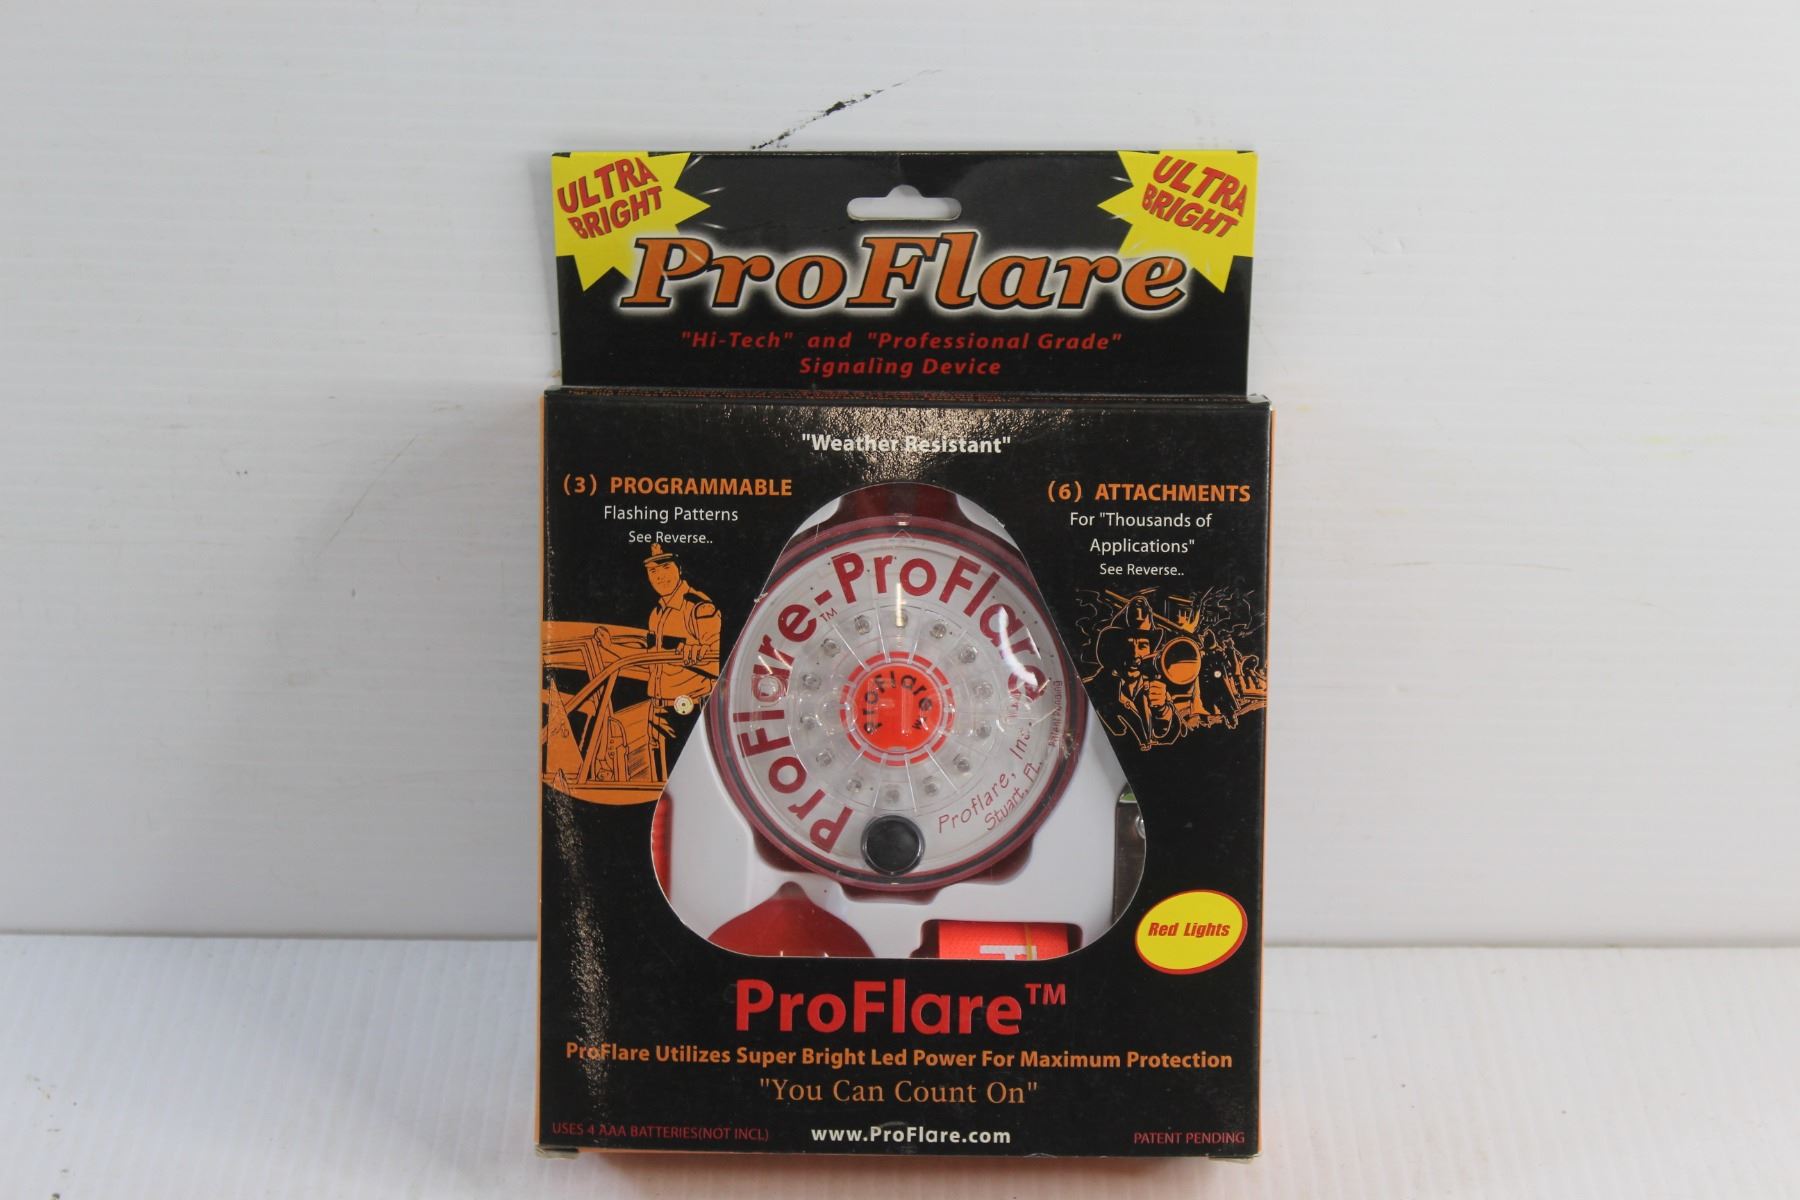 ULTRA
BRIGHT
ULTRA
BRIGHT
ProFlare
"Hi-Tech" and "Professional Grade"
Signaling Device
"Weather Resistant"
(3) PROGRAMMABLE
Flashing Patterns
See Reverse..
(6) ATTACHMENTS
For "Thousands of
Applications"
See Reverse..
ProFlare™-ProFlare
ProFlare
Proflare, Inc.
Stuart, FL.
Patent Pending
Red Lights
ProFlare™
ProFlare Utilizes Super Bright Led Power For Maximum Protection
"You Can Count On"
USES 4 AAA BATTERIES(NOT INCL)
www.ProFlare.com
PATENT PENDING